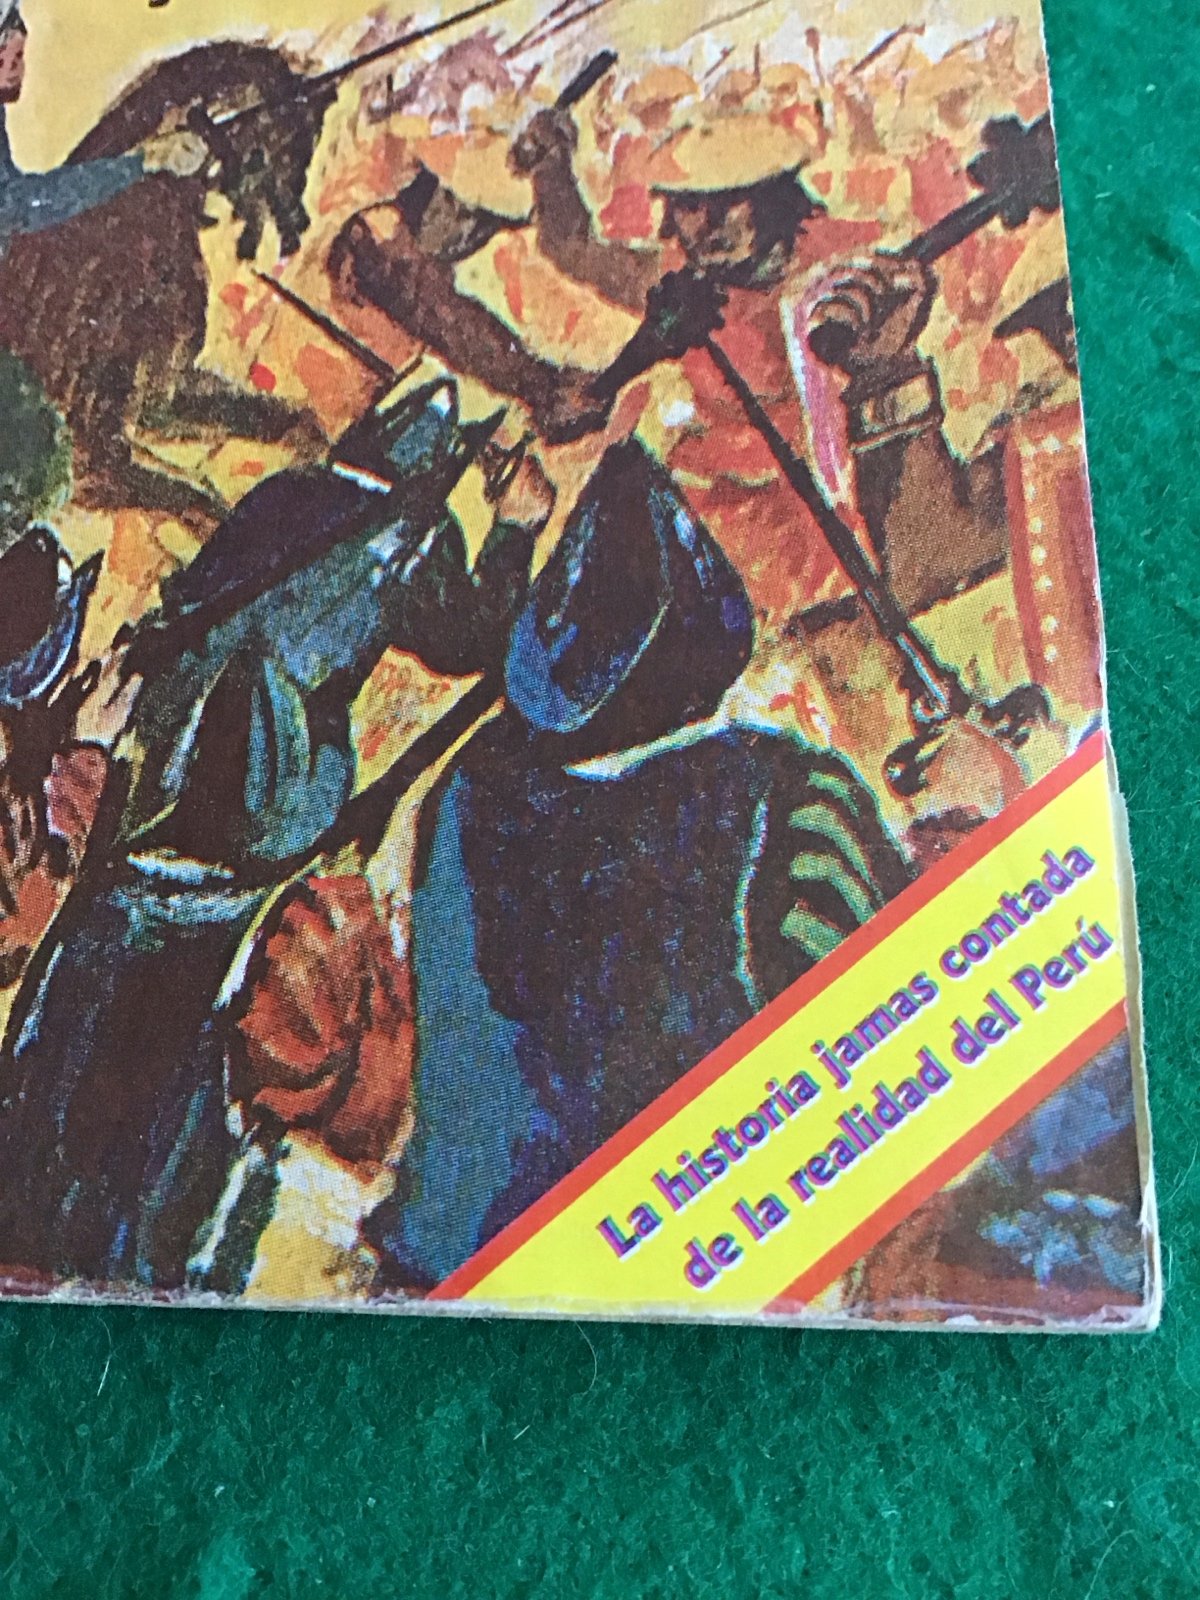 La historia jamas contada
de la realidad del Perú